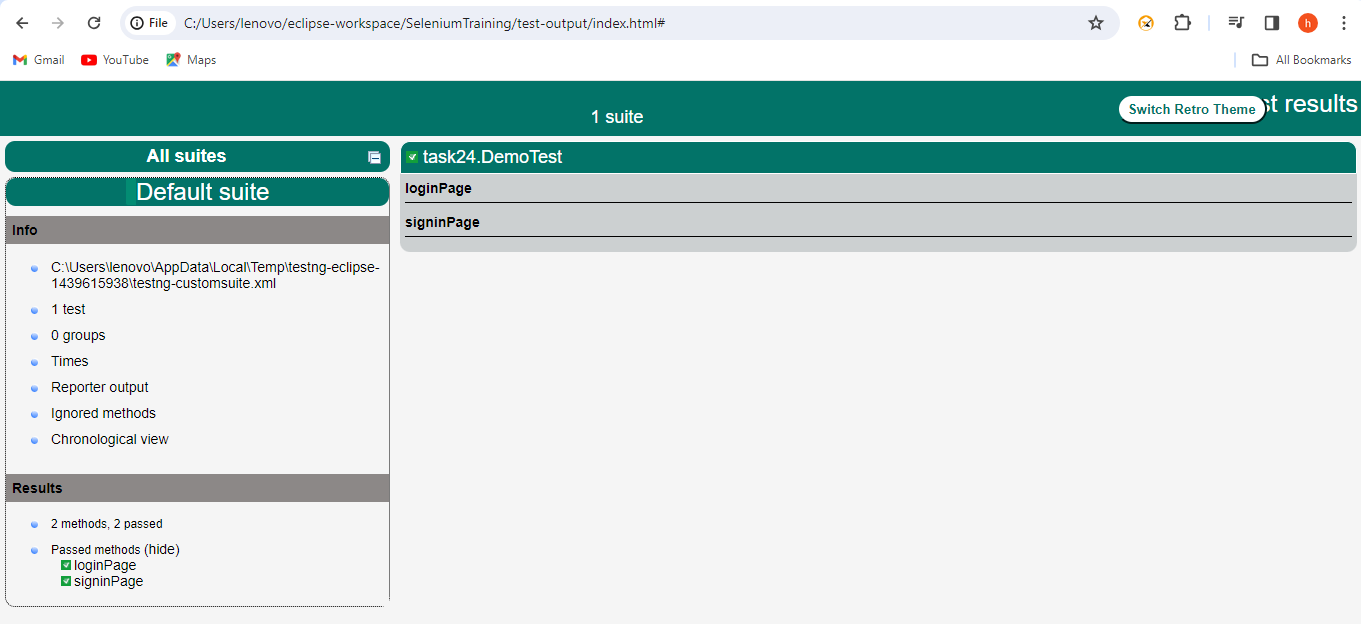 File
C:/Users/lenovo/eclipse-workspace/SeleniumTraining/test-output/index.html#
h
Gmail
YouTube
Maps
All Bookmarks
1 suite
Switch Retro Theme
results
All suites
Default suite
Info
C:\Users\lenovo\AppData\Local\Temp\testng-eclipse-
1439615938\testng-customsuite.xml
1 test
0 groups
Times
Reporter output
Ignored methods
Chronological view
Results
2 methods, 2 passed
Passed methods (hide)
loginPage
signinPage
task24.DemoTest
loginPage
signinPage